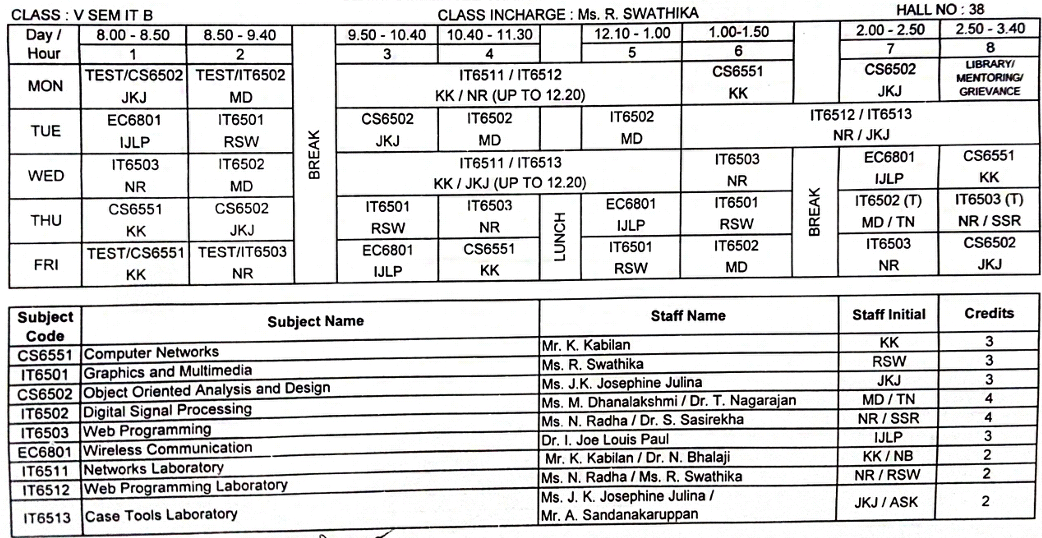 CLASS : V SEM IT B CLASS INCHARGE : Ms. R. SWATHIKA HALL NO : 38
Day / 8.00 - 8.50 8.50 - 9.40 9.50 - 10.40 10.40 - 11.30 12.10 - 1.00 1.00-1.50 2.00 - 2.50 2.50 - 3.40
Hour 1 2 3 4 5 6 7 8
MON TEST/CS6502 TEST/IT6502 IT6511 / IT6512 CS6551 CS6502 LIBRARY/
MENTORING/
JKJ MD KK / NR (UP TO 12.20) KK JKJ GRIEVANCE
TUE EC6801 IT6501 CS6502 IT6502 IT6502 IT6512 / IT6513
IJLP RSW JKJ MD MD NR / JKJ
BREAK
WED IT6503 IT6502 IT6511 / IT6513 IT6503 EC6801 CS6551
NR MD KK / JKJ (UP TO 12.20) NR IJLP KK
THU CS6551 CS6502 IT6501 IT6503 EC6801 IT6501 IT6502 (T) IT6503 (T)
KK JKJ RSW NR IJLP RSW MD / TN NR / SSR
LUNCH
BREAK
FRI TEST/CS6551 TEST/IT6503 EC6801 CS6551 IT6501 IT6502 IT6503 CS6502
KK NR IJLP KK RSW MD NR JKJ
Subject Subject Name Staff Name Staff Initial Credits
Code
CS6551 Computer Networks Mr. K. Kabilan KK 3
IT6501 Graphics and Multimedia Ms. R. Swathika RSW 3
CS6502 Object Oriented Analysis and Design Ms. J.K. Josephine Julina JKJ 3
IT6502 Digital Signal Processing Ms. M. Dhanalakshmi / Dr. T. Nagarajan MD / TN 4
IT6503 Web Programming Ms. N. Radha / Dr. S. Sasirekha NR / SSR 4
EC6801 Wireless Communication Dr. I. Joe Louis Paul IJLP 3
IT6511 Networks Laboratory Mr. K. Kabilan / Dr. N. Bhalaji KK / NB 2
IT6512 Web Programming Laboratory Ms. N. Radha / Ms. R. Swathika NR / RSW 2
IT6513 Case Tools Laboratory Ms. J. K. Josephine Julina / JKJ / ASK 2
Mr. A. Sandanakaruppan